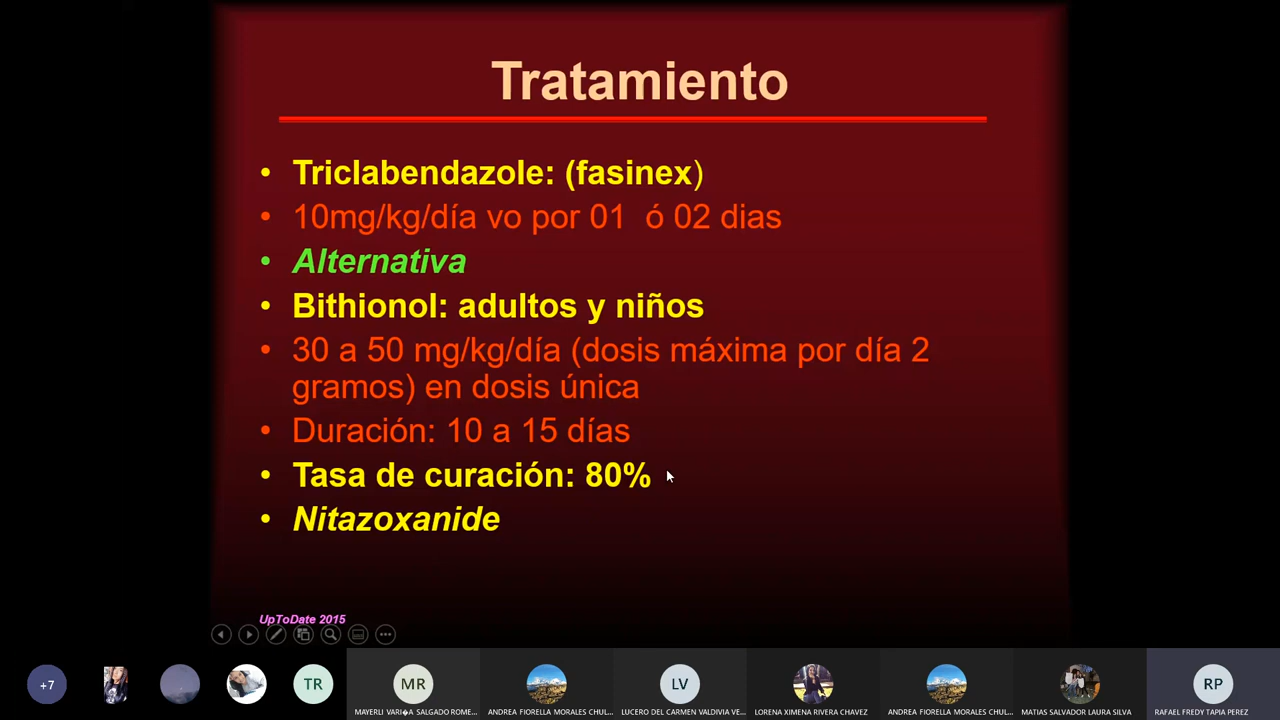 Tratamiento
• Triclabendazole: (fasinex)
• 10mg/kg/día vo por 01 ó 02 dias
• Alternativa
• Bithionol: adultos y niños
• 30 a 50 mg/kg/día (dosis máxima por día 2
gramos) en dosis única
• Duración: 10 a 15 días
• Tasa de curación: 80%
• Nitazoxanide
UpToDate 2015
+7
TR
MR
LV
RP
MAYERLI VARI�A SALGADO ROME...
ANDREA FIORELLA MORALES CHUL...
LUCERO DEL CARMEN VALDIVIA VE...
LORENA XIMENA RIVERA CHAVEZ
ANDREA FIORELLA MORALES CHUL...
MATIAS SALVADOR LAURA SILVA
RAFAEL FREDY TAPIA PEREZ